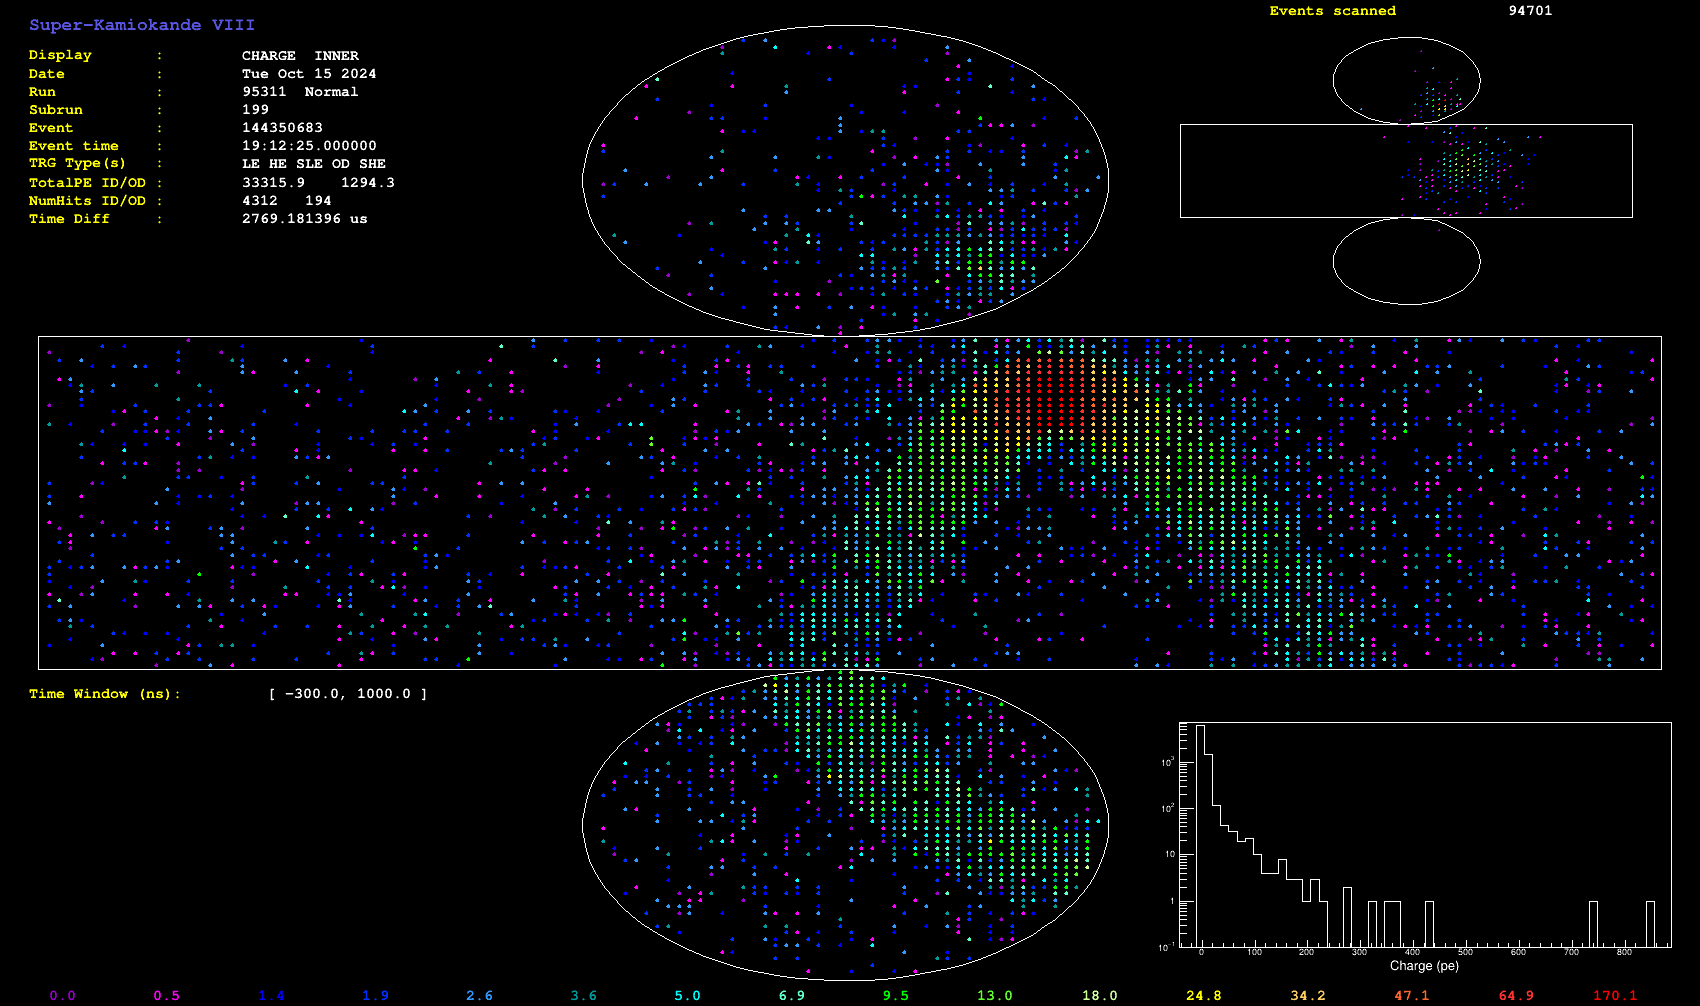 Super-Kamiokande VIII
Display : CHARGE INNER
Date : Tue Oct 15 2024
Run : 95311 Normal
Subrun : 199
Event : 144350683
Event time : 19:12:25.000000
TRG Type(s) : LE HE SLE OD SHE
TotalPE ID/OD : 33315.9 1294.3
NumHits ID/OD : 4312 194
Time Diff : 2769.181396 us
Events scanned 94701
Time Window (ns): [ -300.0, 1000.0 ]
10³
10²
10
1
10⁻¹
0 100 200 300 400 500 600 700 800
Charge (pe)
0.0 0.5 1.4 1.9 2.6 3.6 5.0 6.9 9.5 13.0 18.0 24.8 34.2 47.1 64.9 170.1